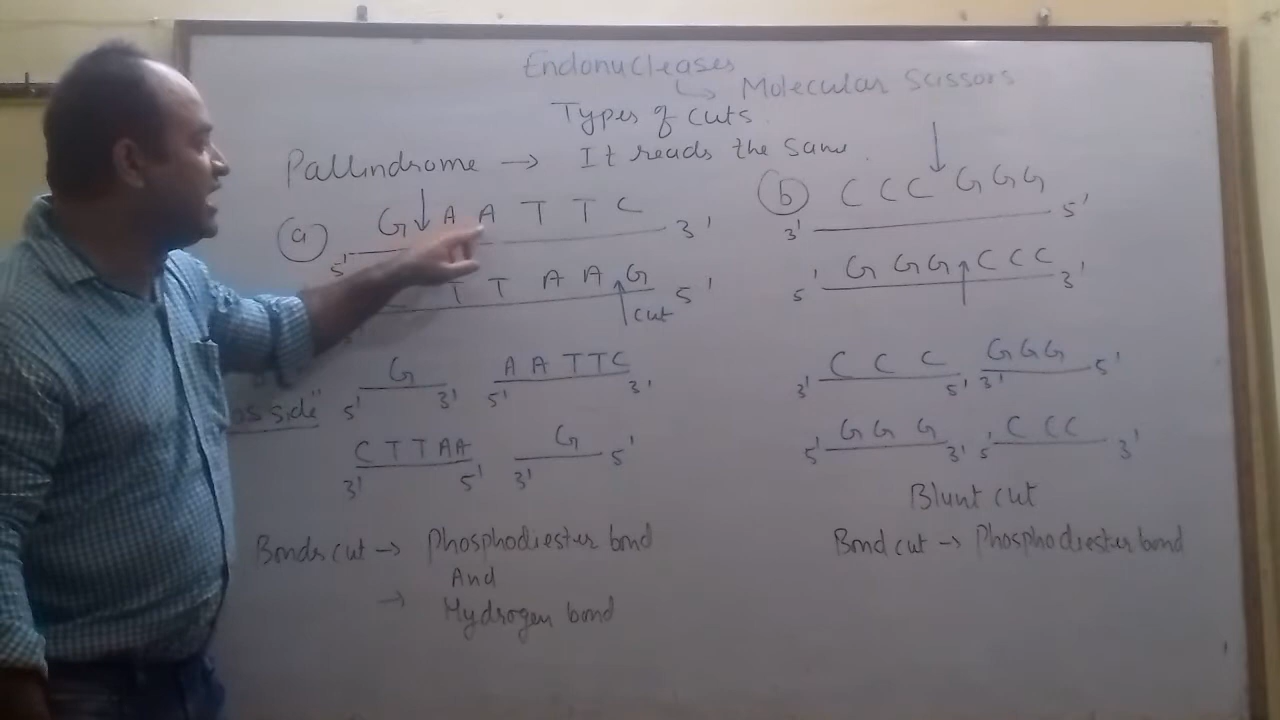 Endonucleases
↳ Molecular Scissors
Types of cuts
Pallindrome → It reads the same
a G ↓ A A T T C
5' 3'
T T A A ↑ G
5'
cut
G A A T T C
5' 3' 5' 3'
side"
C T T A A G
3' 5' 3' 5'
Bonds cut → Phosphodiester bond
And
→ Hydrogen bond
b C C C ↓ G G G
3' 5'
G G G ↑ C C C
5' 3'
C C C G G G
3' 5' 3' 5'
G G G C C C
5' 3' 5' 3'
Blunt cut
Bond cut → Phosphodiester bond